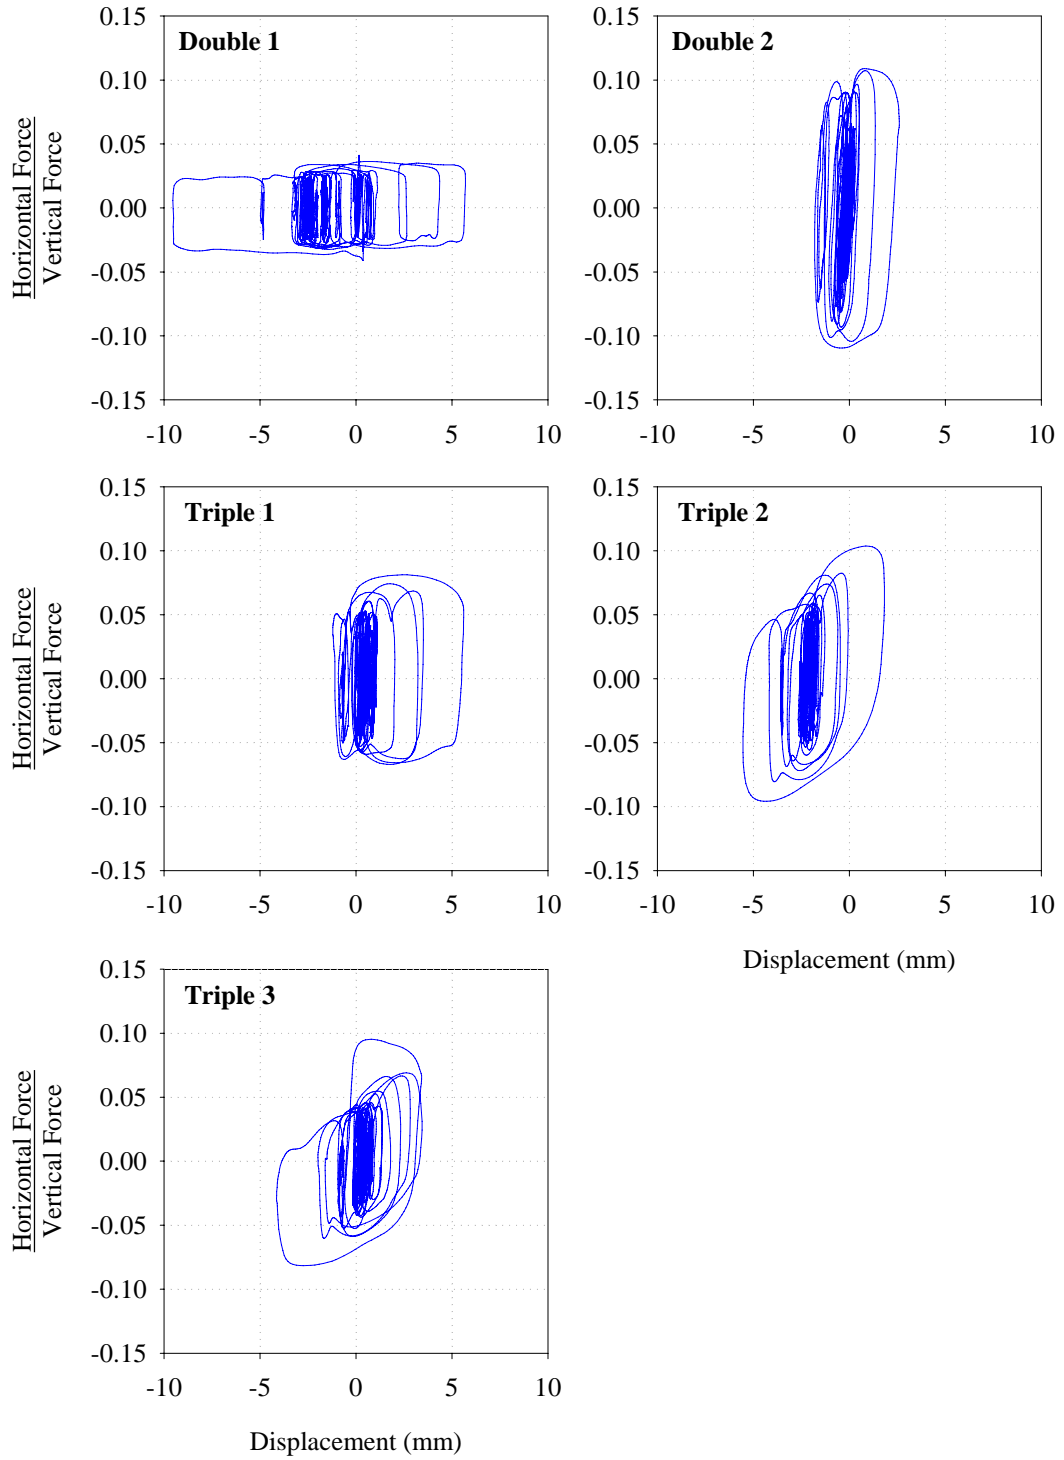 Double 1
0.15
0.10
0.05
0.00
-0.05
-0.10
-0.15
-10 -5 0 5 10
Horizontal Force
Vertical Force
Double 2
0.15
0.10
0.05
0.00
-0.05
-0.10
-0.15
-10 -5 0 5 10
Triple 1
0.15
0.10
0.05
0.00
-0.05
-0.10
-0.15
-10 -5 0 5 10
Horizontal Force
Vertical Force
Triple 2
0.15
0.10
0.05
0.00
-0.05
-0.10
-0.15
-10 -5 0 5 10
Displacement (mm)
Triple 3
0.15
0.10
0.05
0.00
-0.05
-0.10
-0.15
-10 -5 0 5 10
Horizontal Force
Vertical Force
Displacement (mm)